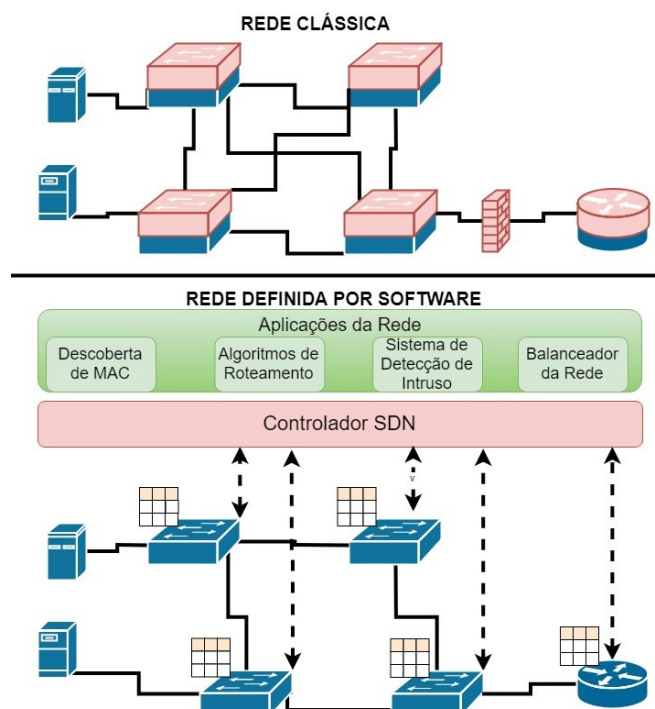 REDE CLÁSSICA
REDE DEFINIDA POR SOFTWARE
Aplicações da Rede
Descoberta
de MAC
Algoritmos de
Roteamento
Sistema de
Detecção de
Intruso
Balanceador
da Rede
Controlador SDN
v